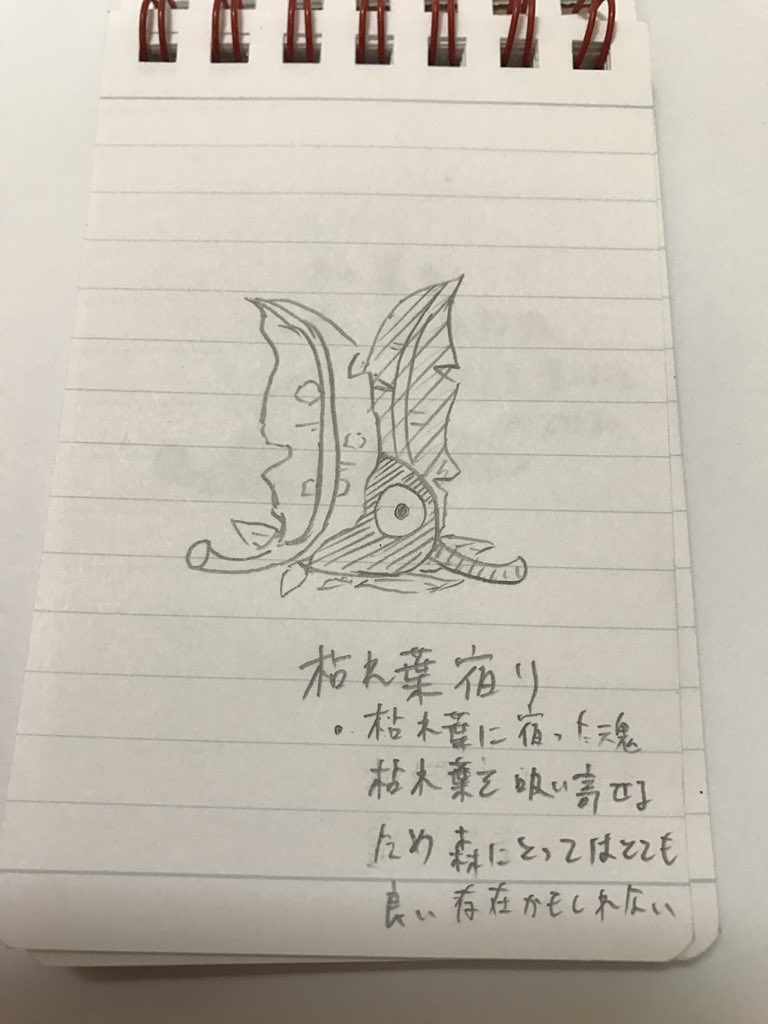 枯れ葉宿り
・枯木葉に宿った魂
枯木葉を吸い寄せる
ため森にとってはとても
良い存在かもしれない